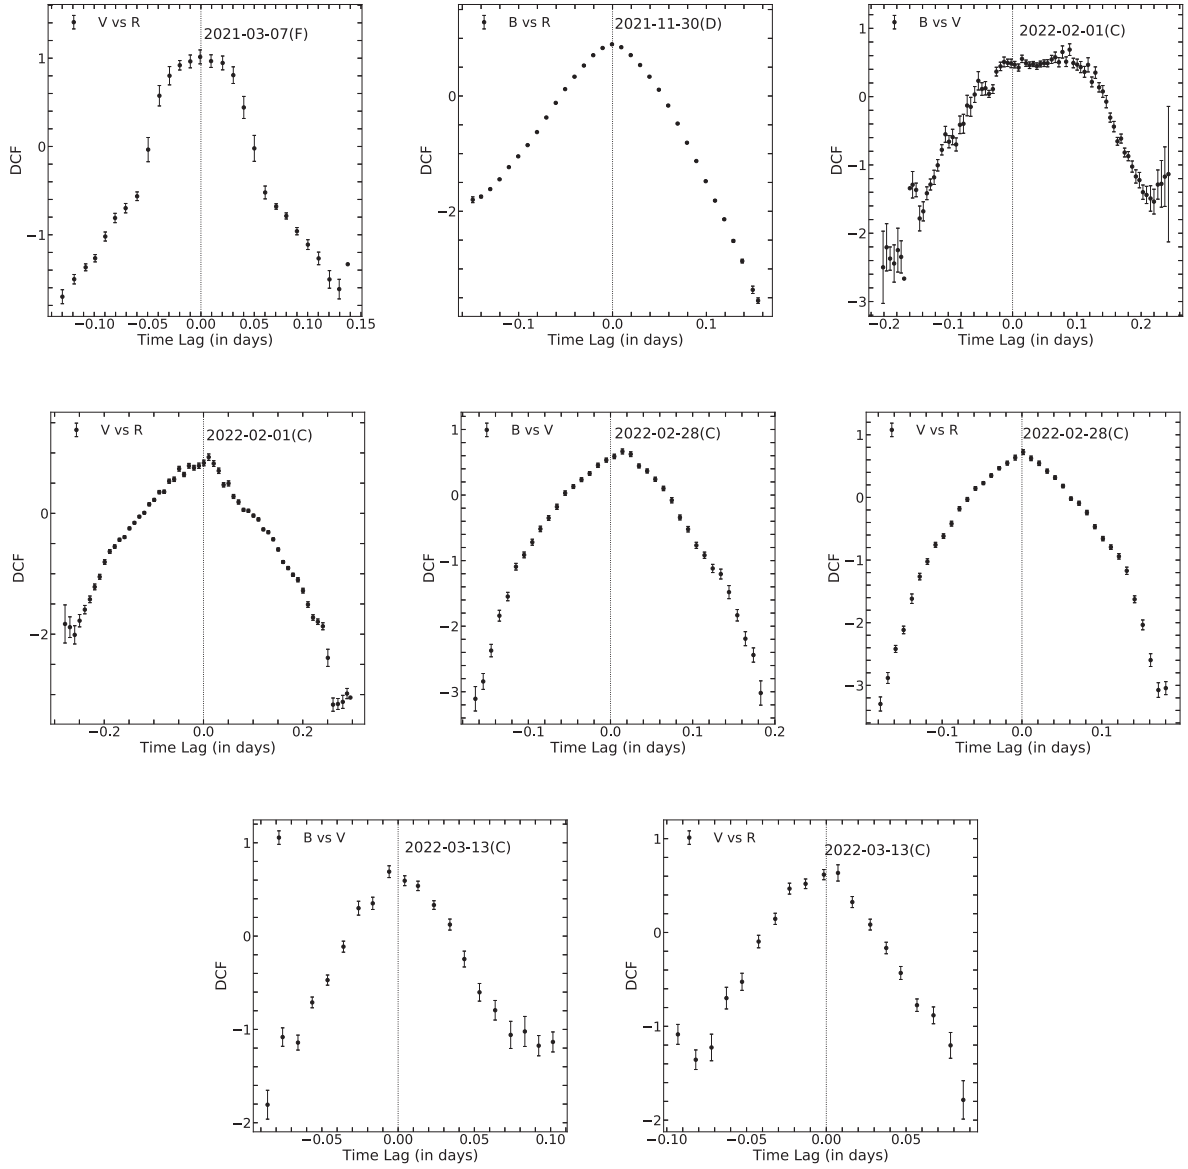 V vs R
2021-03-07(F)
1
0
−1
DCF
−0.10 −0.05 0.00 0.05 0.10 0.15
Time Lag (in days)
B vs R
2021-11-30(D)
0
−2
DCF
−0.1 0.0 0.1
Time Lag (in days)
B vs V
2022-02-01(C)
1
0
−1
−2
−3
DCF
−0.2 −0.1 0.0 0.1 0.2
Time Lag (in days)
V vs R
2022-02-01(C)
0
−2
DCF
−0.2 0.0 0.2
Time Lag (in days)
B vs V
2022-02-28(C)
1
0
−1
−2
−3
DCF
−0.1 0.0 0.1 0.2
Time Lag (in days)
V vs R
2022-02-28(C)
1
0
−1
−2
−3
DCF
−0.1 0.0 0.1
Time Lag (in days)
B vs V
2022-03-13(C)
1
0
−1
−2
DCF
−0.05 0.00 0.05 0.10
Time Lag (in days)
V vs R
2022-03-13(C)
1
0
−1
−2
DCF
−0.10 −0.05 0.00 0.05
Time Lag (in days)